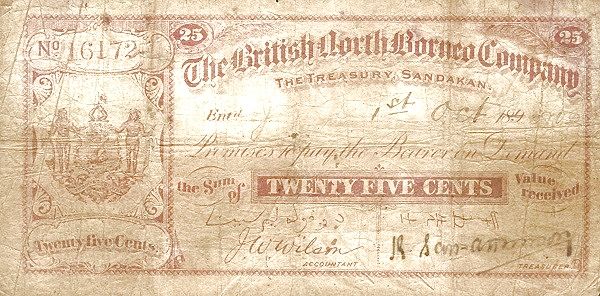 Nº 16172
25
25
The British North Borneo Company
THE TREASURY, SANDAKAN.
Entd
1st Oct
Promises to pay the Bearer on Demand
the Sum of TWENTY FIVE CENTS Value received
Twenty five Cents.
J W Wilson
ACCOUNTANT
TREASURER